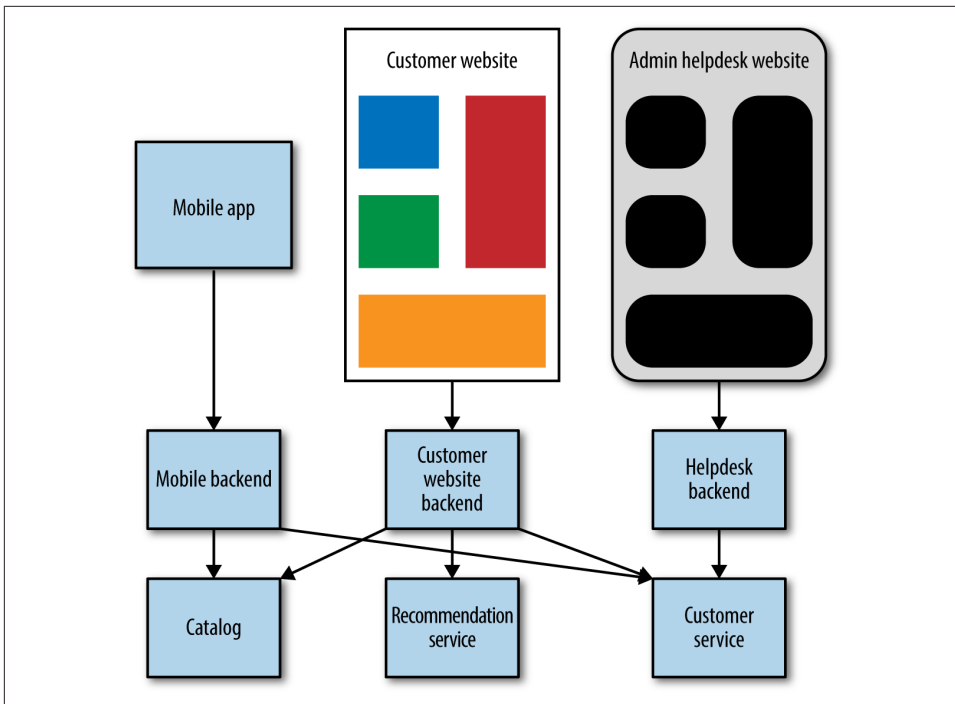 Customer website
Admin helpdesk website
Mobile app
Mobile backend
Customer
website
backend
Helpdesk
backend
Catalog
Recommendation
service
Customer
service